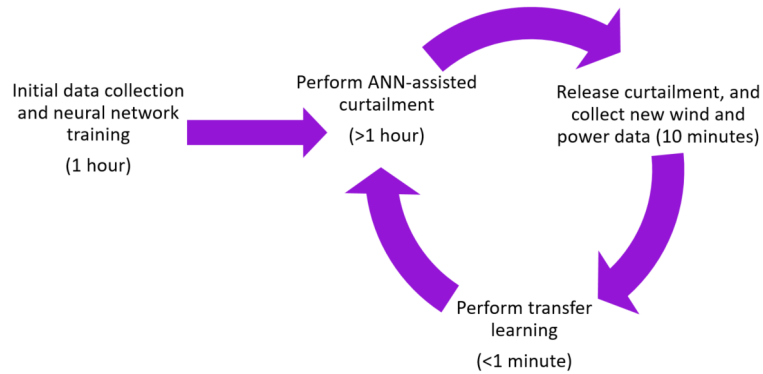 Initial data collection
and neural network
training
(1 hour)
Perform ANN-assisted
curtailment
(>1 hour)
Release curtailment, and
collect new wind and
power data (10 minutes)
Perform transfer
learning
(<1 minute)